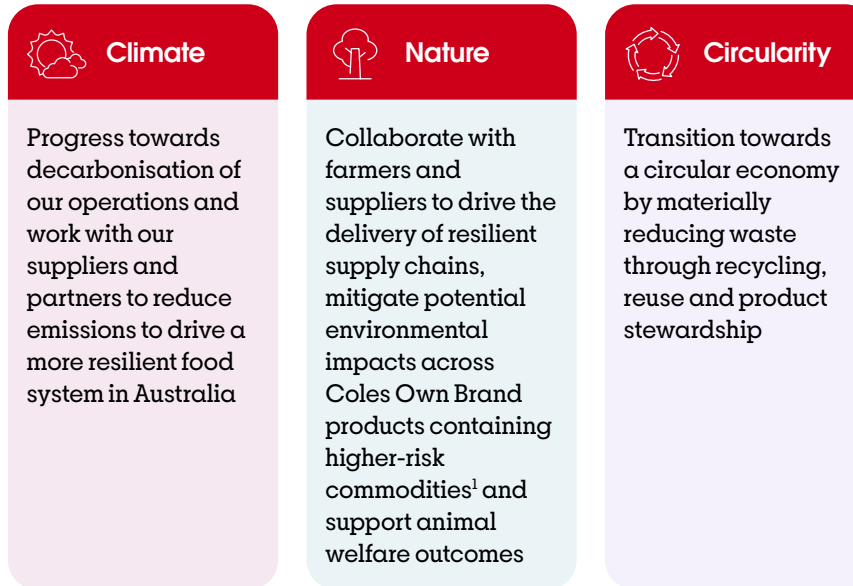 Climate
Progress towards
decarbonisation of
our operations and
work with our
suppliers and
partners to reduce
emissions to drive a
more resilient food
system in Australia
Nature
Collaborate with
farmers and
suppliers to drive the
delivery of resilient
supply chains,
mitigate potential
environmental
impacts across
Coles Own Brand
products containing
higher-risk
commodities¹ and
support animal
welfare outcomes
Circularity
Transition towards
a circular economy
by materially
reducing waste
through recycling,
reuse and product
stewardship